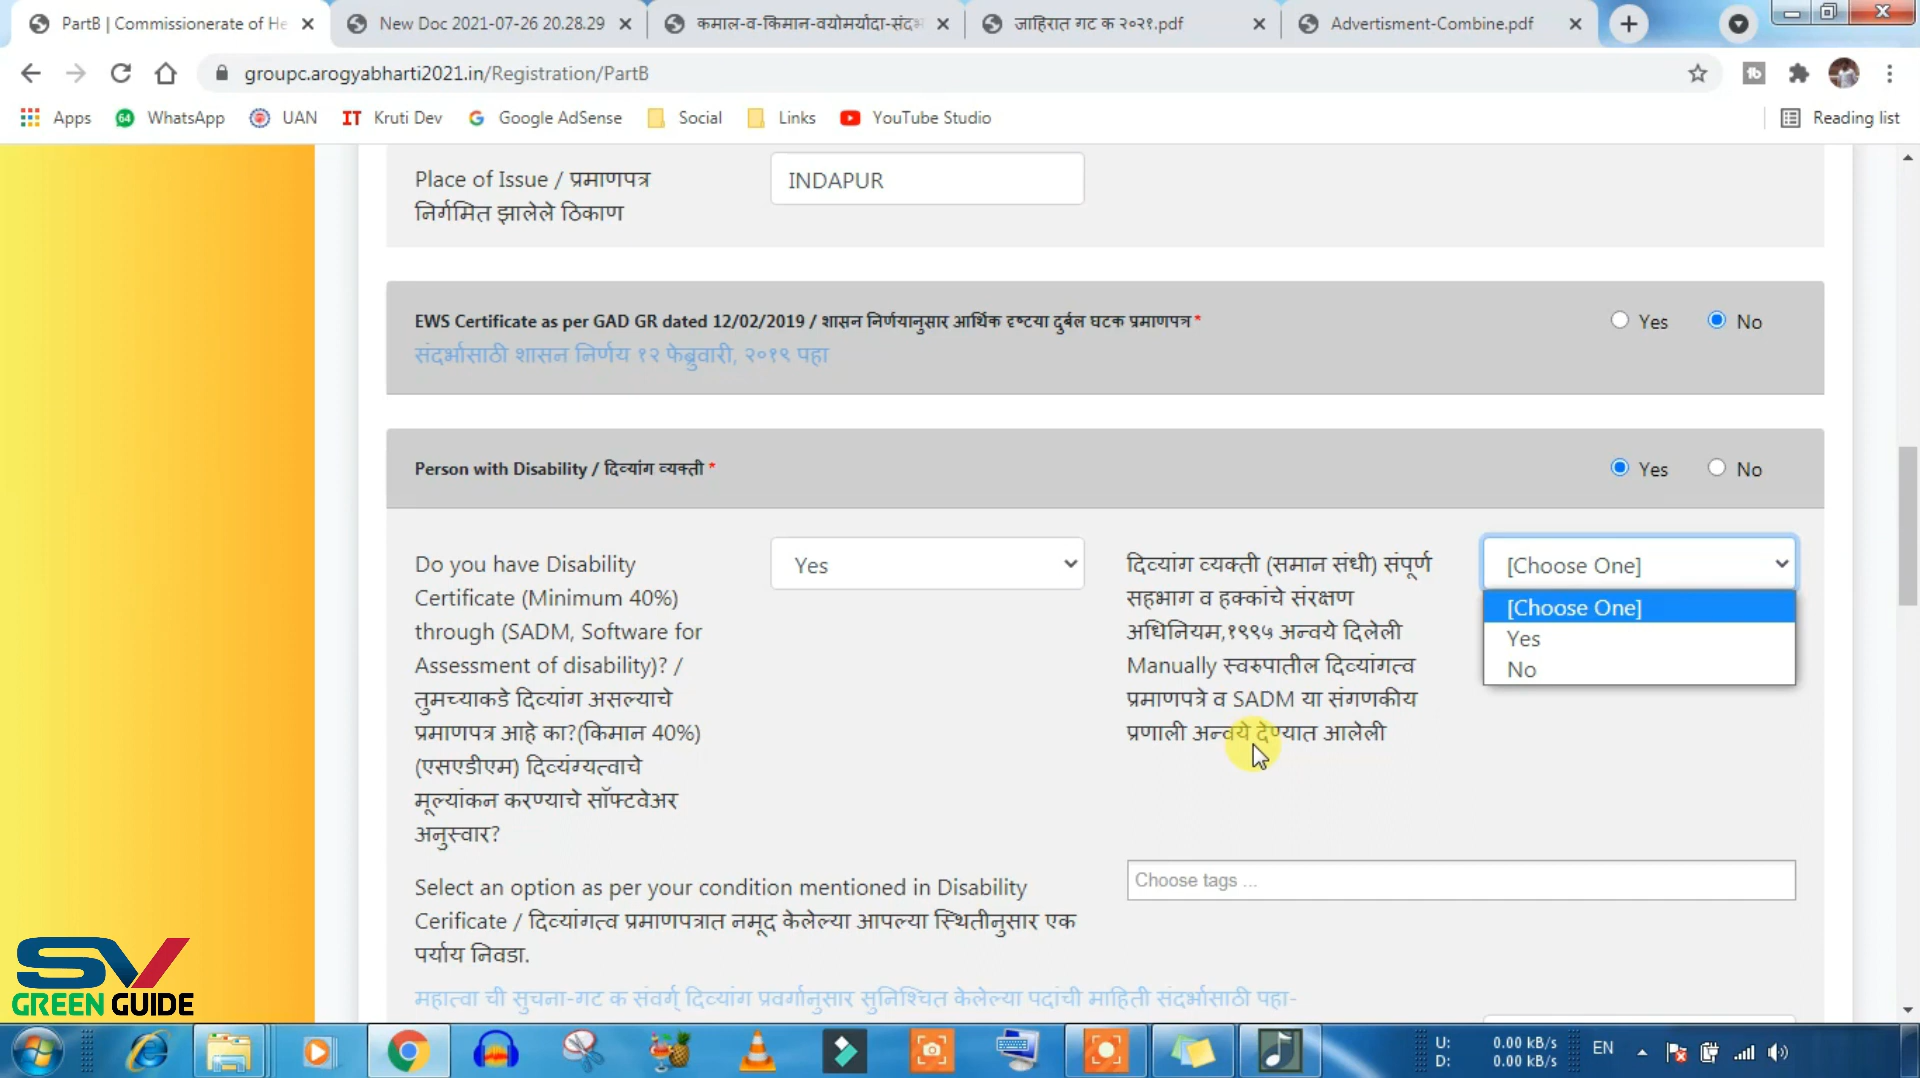 PartB | Commissionerate of He
New Doc 2021-07-26 20.28.29
कमाल-व-किमान-वयोमर्यादा-संदभ
जाहिरात गट क २०२१.pdf
Advertisment-Combine.pdf
groupc.arogyabharti2021.in/Registration/PartB
Apps
64
WhatsApp
UAN
IT
Kruti Dev
Google AdSense
Social
Links
YouTube Studio
Reading list
Place of Issue / प्रमाणपत्र
निर्गमित झालेले ठिकाण
INDAPUR
EWS Certificate as per GAD GR dated 12/02/2019 / शासन निर्णयानुसार आर्थिक दृष्टया दुर्बल घटक प्रमाणपत्र *
Yes
No
संदर्भासाठी शासन निर्णय १२ फेब्रुवारी, २०१९ पहा
Person with Disability / दिव्यांग व्यक्ती *
Yes
No
Do you have Disability
Certificate (Minimum 40%)
through (SADM, Software for
Assessment of disability)? /
तुमच्याकडे दिव्यांग असल्याचे
प्रमाणपत्र आहे का?(किमान 40%)
(एसएडीएम) दिव्यंग्यत्वाचे
मूल्यांकन करण्याचे सॉफ्टवेअर
अनुस्वार?
Yes
दिव्यांग व्यक्ती (समान संधी) संपूर्ण
सहभाग व हक्कांचे संरक्षण
अधिनियम,१९९५ अन्वये दिलेली
Manually स्वरुपातील दिव्यांगत्व
प्रमाणपत्रे व SADM या संगणकीय
प्रणाली अन्वये देण्यात आलेली
[Choose One]
[Choose One]
Yes
No
Select an option as per your condition mentioned in Disability
Cerificate / दिव्यांगत्व प्रमाणपत्रात नमूद केलेल्या आपल्या स्थितीनुसार एक
पर्याय निवडा.
Choose tags ...
महात्वा ची सुचना-गट क संवर्ग् दिव्यांग प्रवर्गानुसार सुनिश्चित केलेल्या पदांची माहिती संदर्भासाठी पहा-
SV
GREEN GUIDE
U: 0.00 kB/s
D: 0.00 kB/s
EN